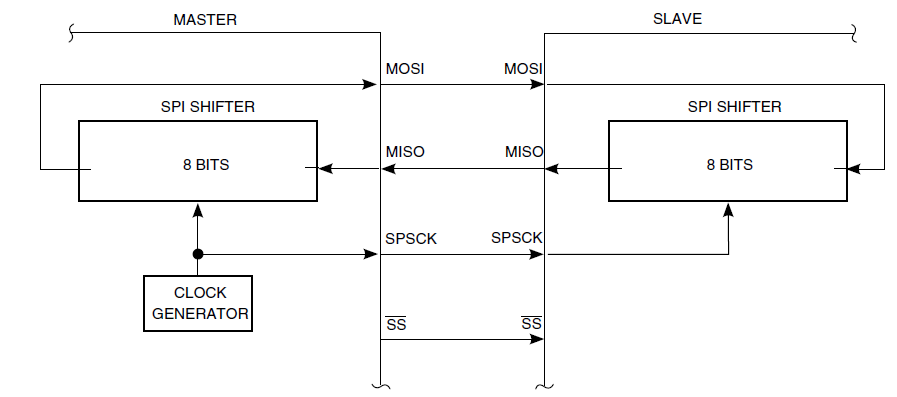 MASTER
SLAVE
MOSI
MOSI
SPI SHIFTER
SPI SHIFTER
8 BITS
MISO
MISO
8 BITS
SPSCK
SPSCK
CLOCK
GENERATOR
SS
SS